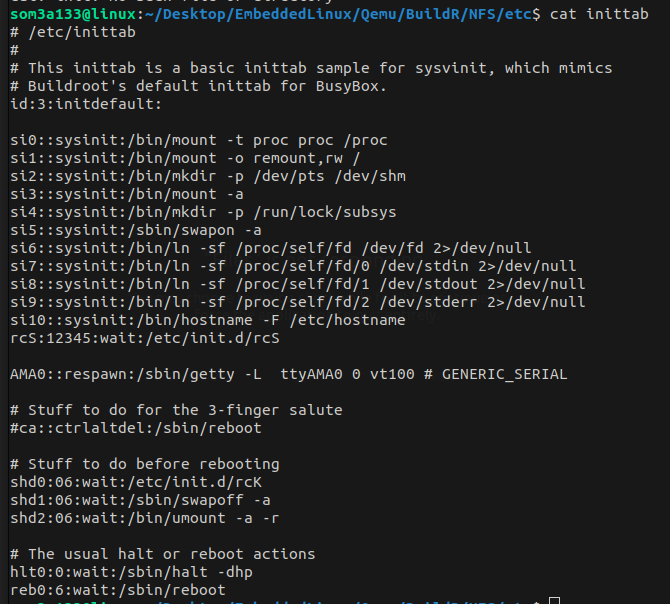 som3a133@linux:~/Desktop/EmbeddedLinux/Qemu/BuildR/NFS/etc$ cat inittab
# /etc/inittab
#
# This inittab is a basic inittab sample for sysvinit, which mimics
# Buildroot's default inittab for BusyBox.
id:3:initdefault:

si0::sysinit:/bin/mount -t proc proc /proc
si1::sysinit:/bin/mount -o remount,rw /
si2::sysinit:/bin/mkdir -p /dev/pts /dev/shm
si3::sysinit:/bin/mount -a
si4::sysinit:/bin/mkdir -p /run/lock/subsys
si5::sysinit:/sbin/swapon -a
si6::sysinit:/bin/ln -sf /proc/self/fd /dev/fd 2>/dev/null
si7::sysinit:/bin/ln -sf /proc/self/fd/0 /dev/stdin 2>/dev/null
si8::sysinit:/bin/ln -sf /proc/self/fd/1 /dev/stdout 2>/dev/null
si9::sysinit:/bin/ln -sf /proc/self/fd/2 /dev/stderr 2>/dev/null
si10::sysinit:/bin/hostname -F /etc/hostname
rcS:12345:wait:/etc/init.d/rcS

AMA0::respawn:/sbin/getty -L  ttyAMA0 0 vt100 # GENERIC_SERIAL

# Stuff to do for the 3-finger salute
#ca::ctrlaltdel:/sbin/reboot

# Stuff to do before rebooting
shd0:06:wait:/etc/init.d/rcK
shd1:06:wait:/sbin/swapoff -a
shd2:06:wait:/bin/umount -a -r

# The usual halt or reboot actions
hlt0:0:wait:/sbin/halt -dhp
reb0:6:wait:/sbin/reboot